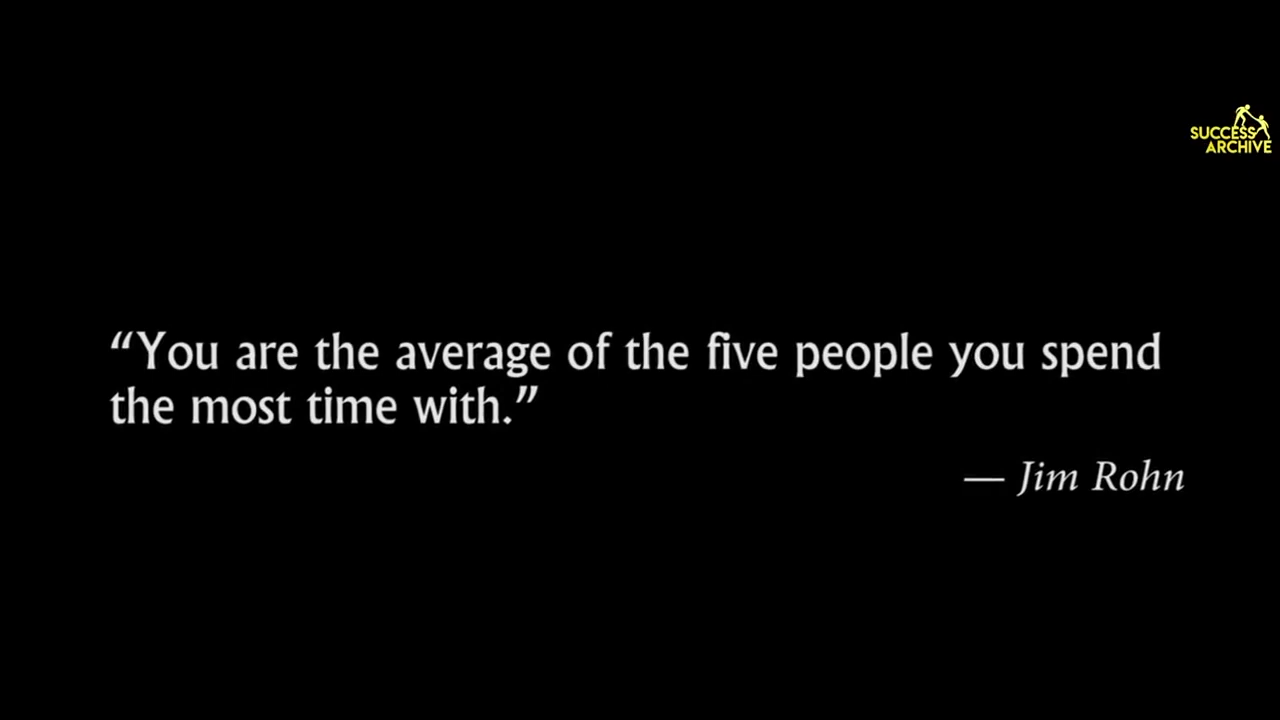 SUCCESS
ARCHIVE
“You are the average of the five people you spend
the most time with.”
— Jim Rohn